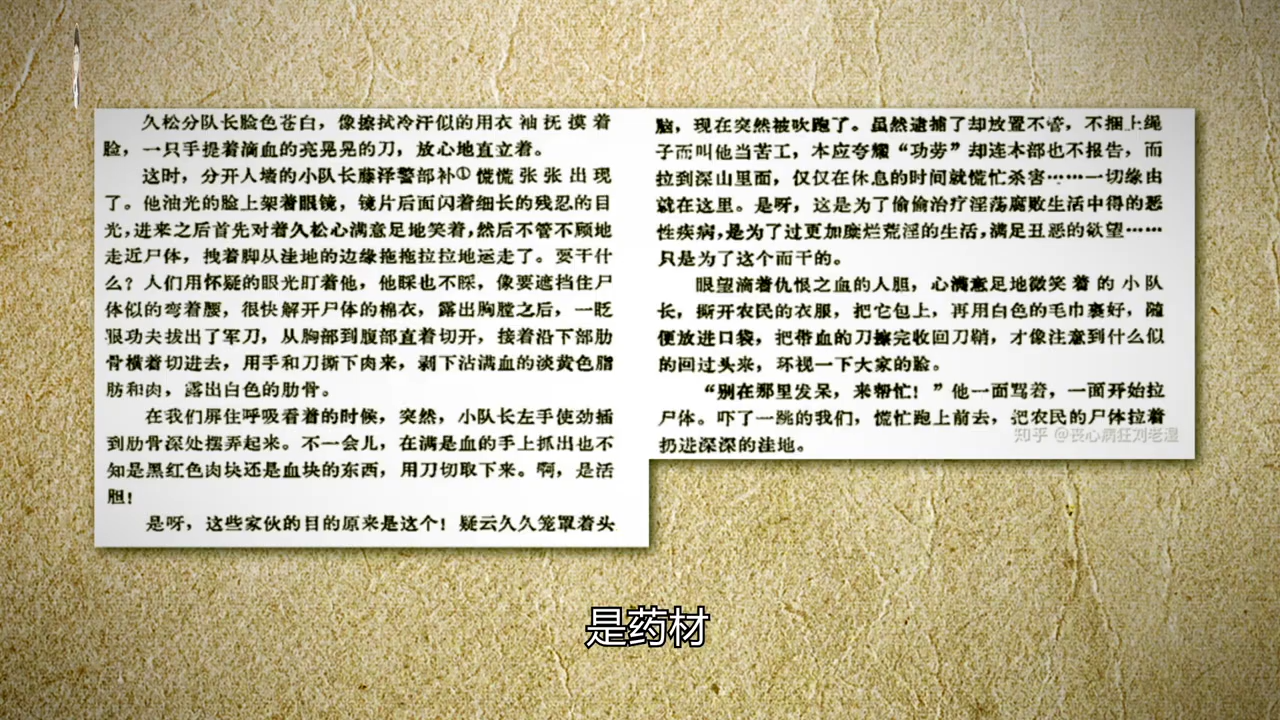 久松分队长脸色苍白，像擦拭冷汗似的用衣袖抚摸着
脸，一只手提着滴血的亮晃晃的刀，放心地直立着。
这时，分开人墙的小队长藤泽警部补①慌慌张张出现
了。他油光的脸上架着眼镜，镜片后面闪着细长的残忍的目
光，进来之后首先对着久松心满意足地笑着，然后不管不顾地
走近尸体，拽着脚从洼地的边缘拖拖拉拉地运走了。要干什
么？人们用怀疑的眼光盯着他，他睬也不睬，像要遮挡住尸
体似的弯着腰，很快解开尸体的棉衣，露出胸膛之后，一眨
眼功夫拔出了军刀，从胸部到腹部直着切开，接着沿下部肋
骨横着切进去，用手和刀撕下肉来，剥下沾满血的淡黄色脂
肪和肉，露出白色的肋骨。
在我们屏住呼吸看着的时候，突然，小队长左手使劲插
到肋骨深处摆弄起来。不一会儿，在满是血的手上抓出也不
知是黑红色肉块还是血块的东西，用刀切取下来。啊，是活
胆！
是呀，这些家伙的目的原来是这个！疑云久久笼罩着头
脑，现在突然被吹跑了。虽然逮捕了却放置不管，不捆上绳
子而叫他当苦工，本应夸耀“功劳”却连本部也不报告，而
拉到深山里面，仅仅在休息的时间就慌忙杀害……一切缘由
就在这里。是呀，这是为了偷偷治疗淫荡腐败生活中得的恶
性疾病，是为了过更加糜烂荒淫的生活，满足丑恶的欲望……
只是为了这个而干的。
眼望滴着仇恨之血的人胆，心满意足地微笑着的小队
长，撕开农民的衣服，把它包上，再用白色的毛巾裹好，随
便放进口袋，把带血的刀擦完收回刀鞘，才像注意到什么似
的回过头来，环视一下大家的脸。
“别在那里发呆，来帮忙！”他一面骂着，一面开始拉
尸体。吓了一跳的我们，慌忙跑上前去，把农民的尸体拉着
扔进深深的洼地。
知乎 @丧心病狂刘老湿
是药材